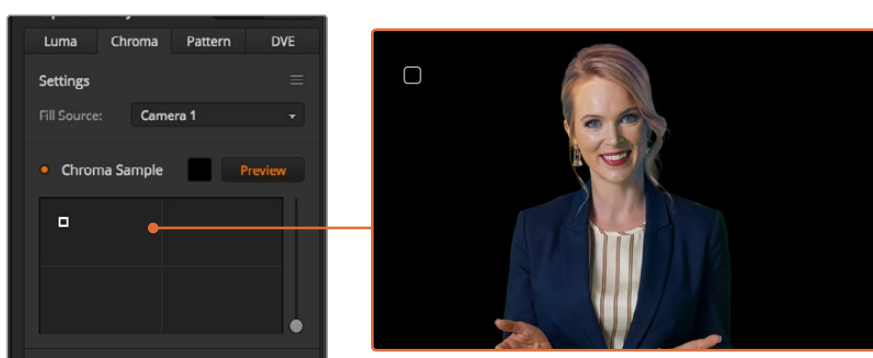 Luma Chroma Pattern DVE
Settings
Fill Source: Camera 1
Chroma Sample Preview